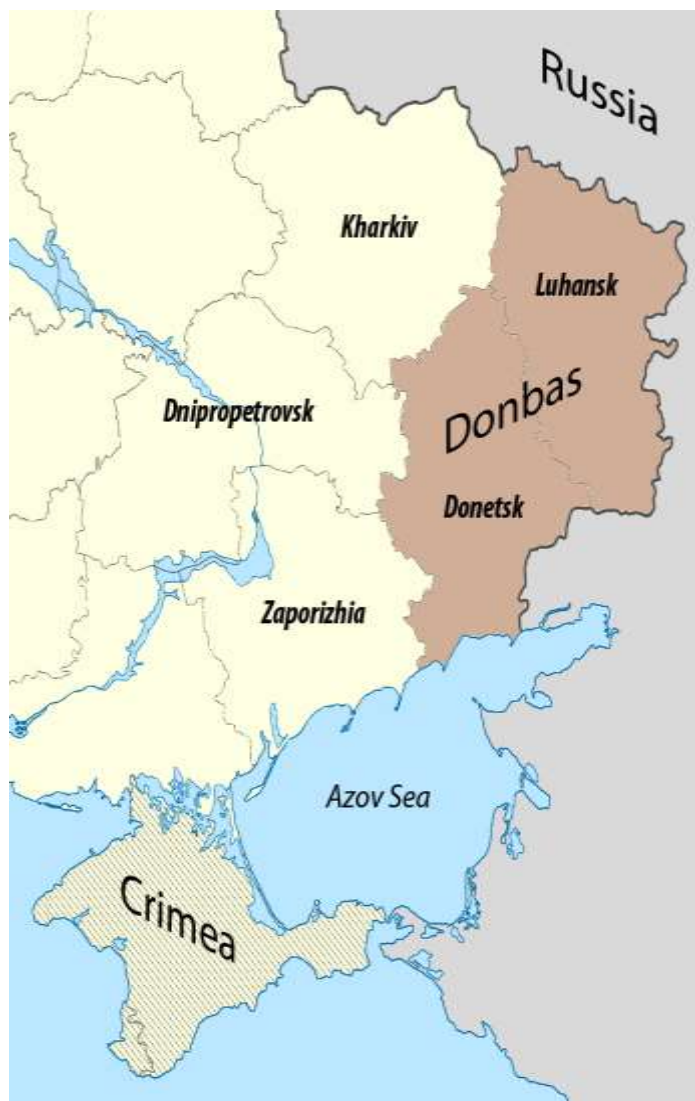 Russia
Kharkiv
Luhansk
Donbas
Dnipropetrovsk
Donetsk
Zaporizhia
Azov Sea
Crimea